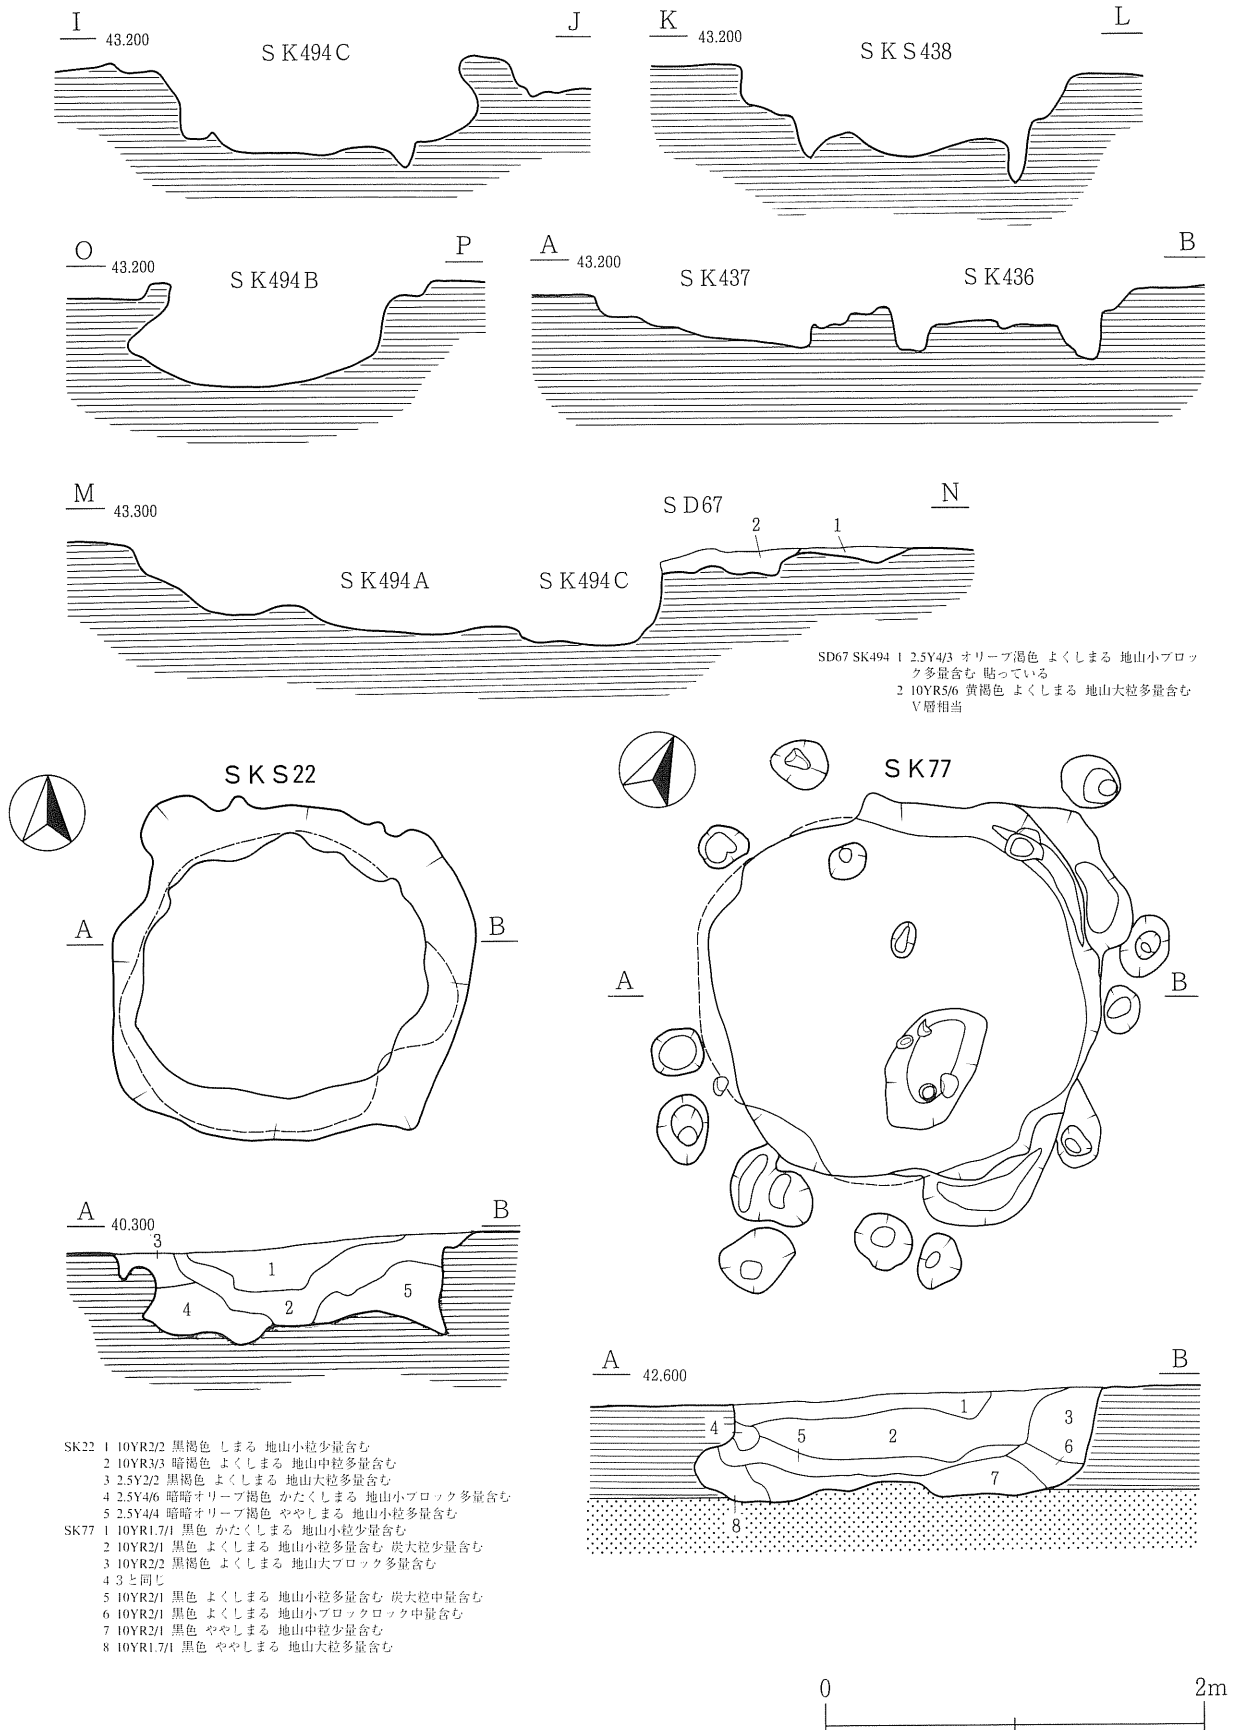 I 43.200 SK494C J
K 43.200 SKS438 L
O 43.200 SK494B P
A 43.200 SK437 SK436 B
M 43.300 SK494A SK494C SD67 2 1 N
SD67 SK494 1 2.5Y4/3 オリーブ渇色 よくしまる 地山小ブロッ
ク多量含む 貼っている
2 10YR5/6 黄褐色 よくしまる 地山大粒多量含む
Ⅴ層相当
SKS22
A B
SK77
A B
A 40.300 B
3 1 2 4 5
A 42.600 B
1 2 3 4 5 6 7 8
SK22 1 10YR2/2 黒褐色 しまる 地山小粒少量含む
2 10YR3/3 暗褐色 よくしまる 地山中粒多量含む
3 2.5Y2/2 黒褐色 よくしまる 地山大粒多量含む
4 2.5Y4/6 暗暗オリーブ褐色 かたくしまる 地山小ブロック多量含む
5 2.5Y4/4 暗暗オリーブ褐色 ややしまる 地山小粒多量含む
SK77 1 10YR1.7/1 黒色 かたくしまる 地山小粒少量含む
2 10YR2/1 黒色 よくしまる 地山小粒多量含む 炭大粒少量含む
3 10YR2/2 黒褐色 よくしまる 地山大ブロック多量含む
4 3と同じ
5 10YR2/1 黒色 よくしまる 地山小粒多量含む 炭大粒中量含む
6 10YR2/1 黒色 よくしまる 地山小ブロックロック中量含む
7 10YR2/1 黒色 ややしまる 地山中粒少量含む
8 10YR1.7/1 黒色 ややしまる 地山大粒多量含む
0 2m